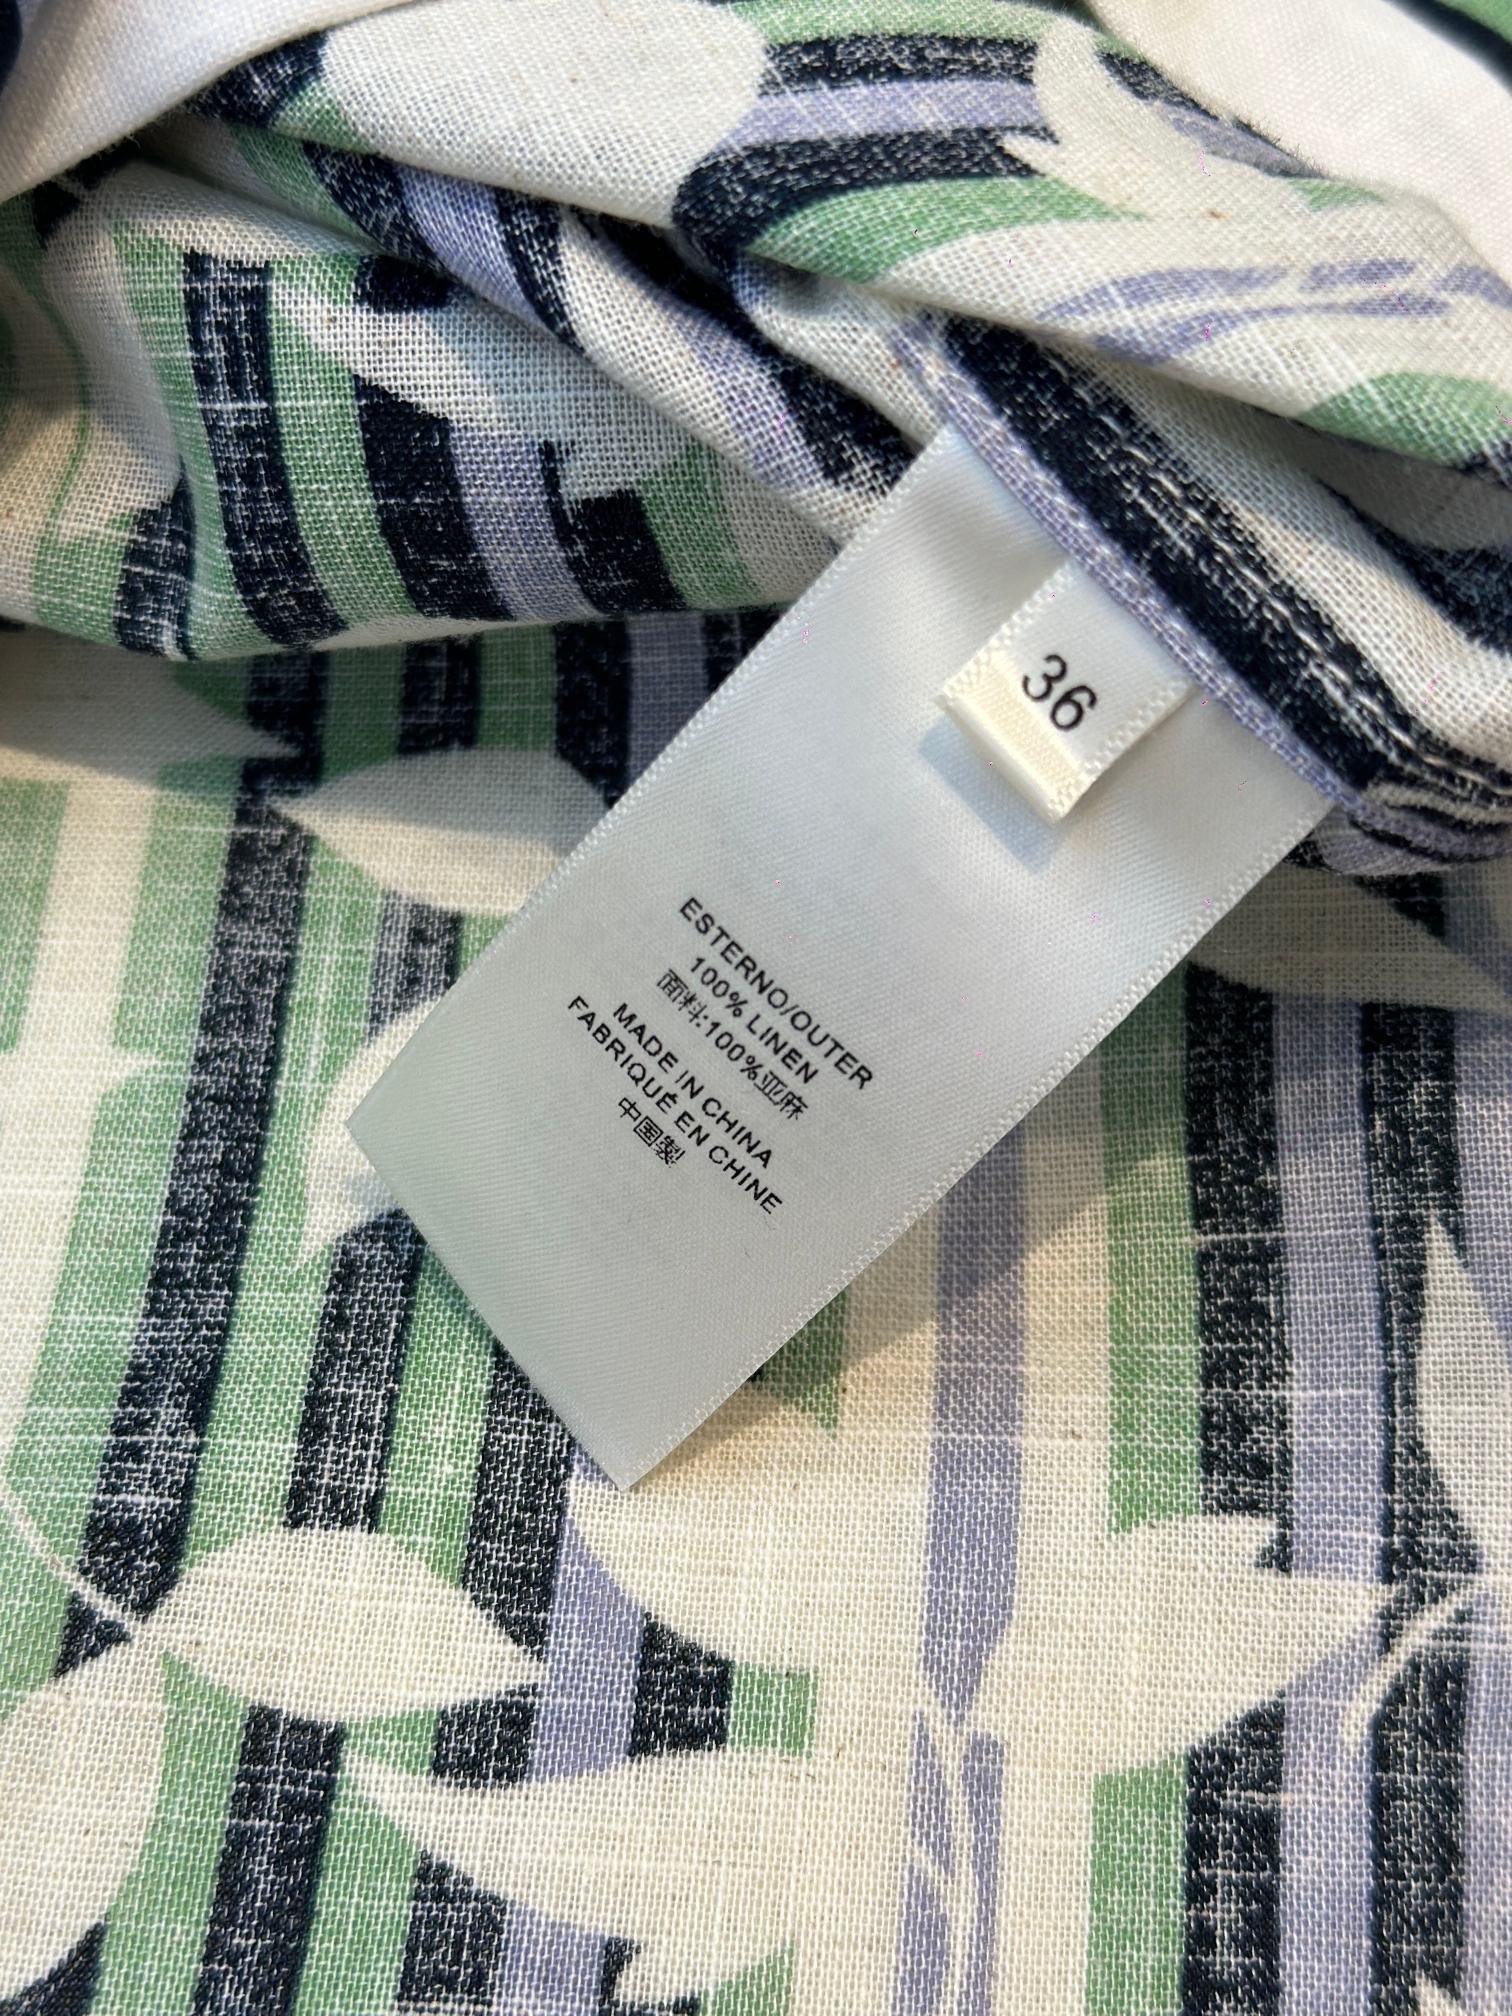 36
ESTERNO/OUTER
100% LINEN
面料:100%亚麻
MADE IN CHINA
FABRIQUÉ EN CHINE
中国製